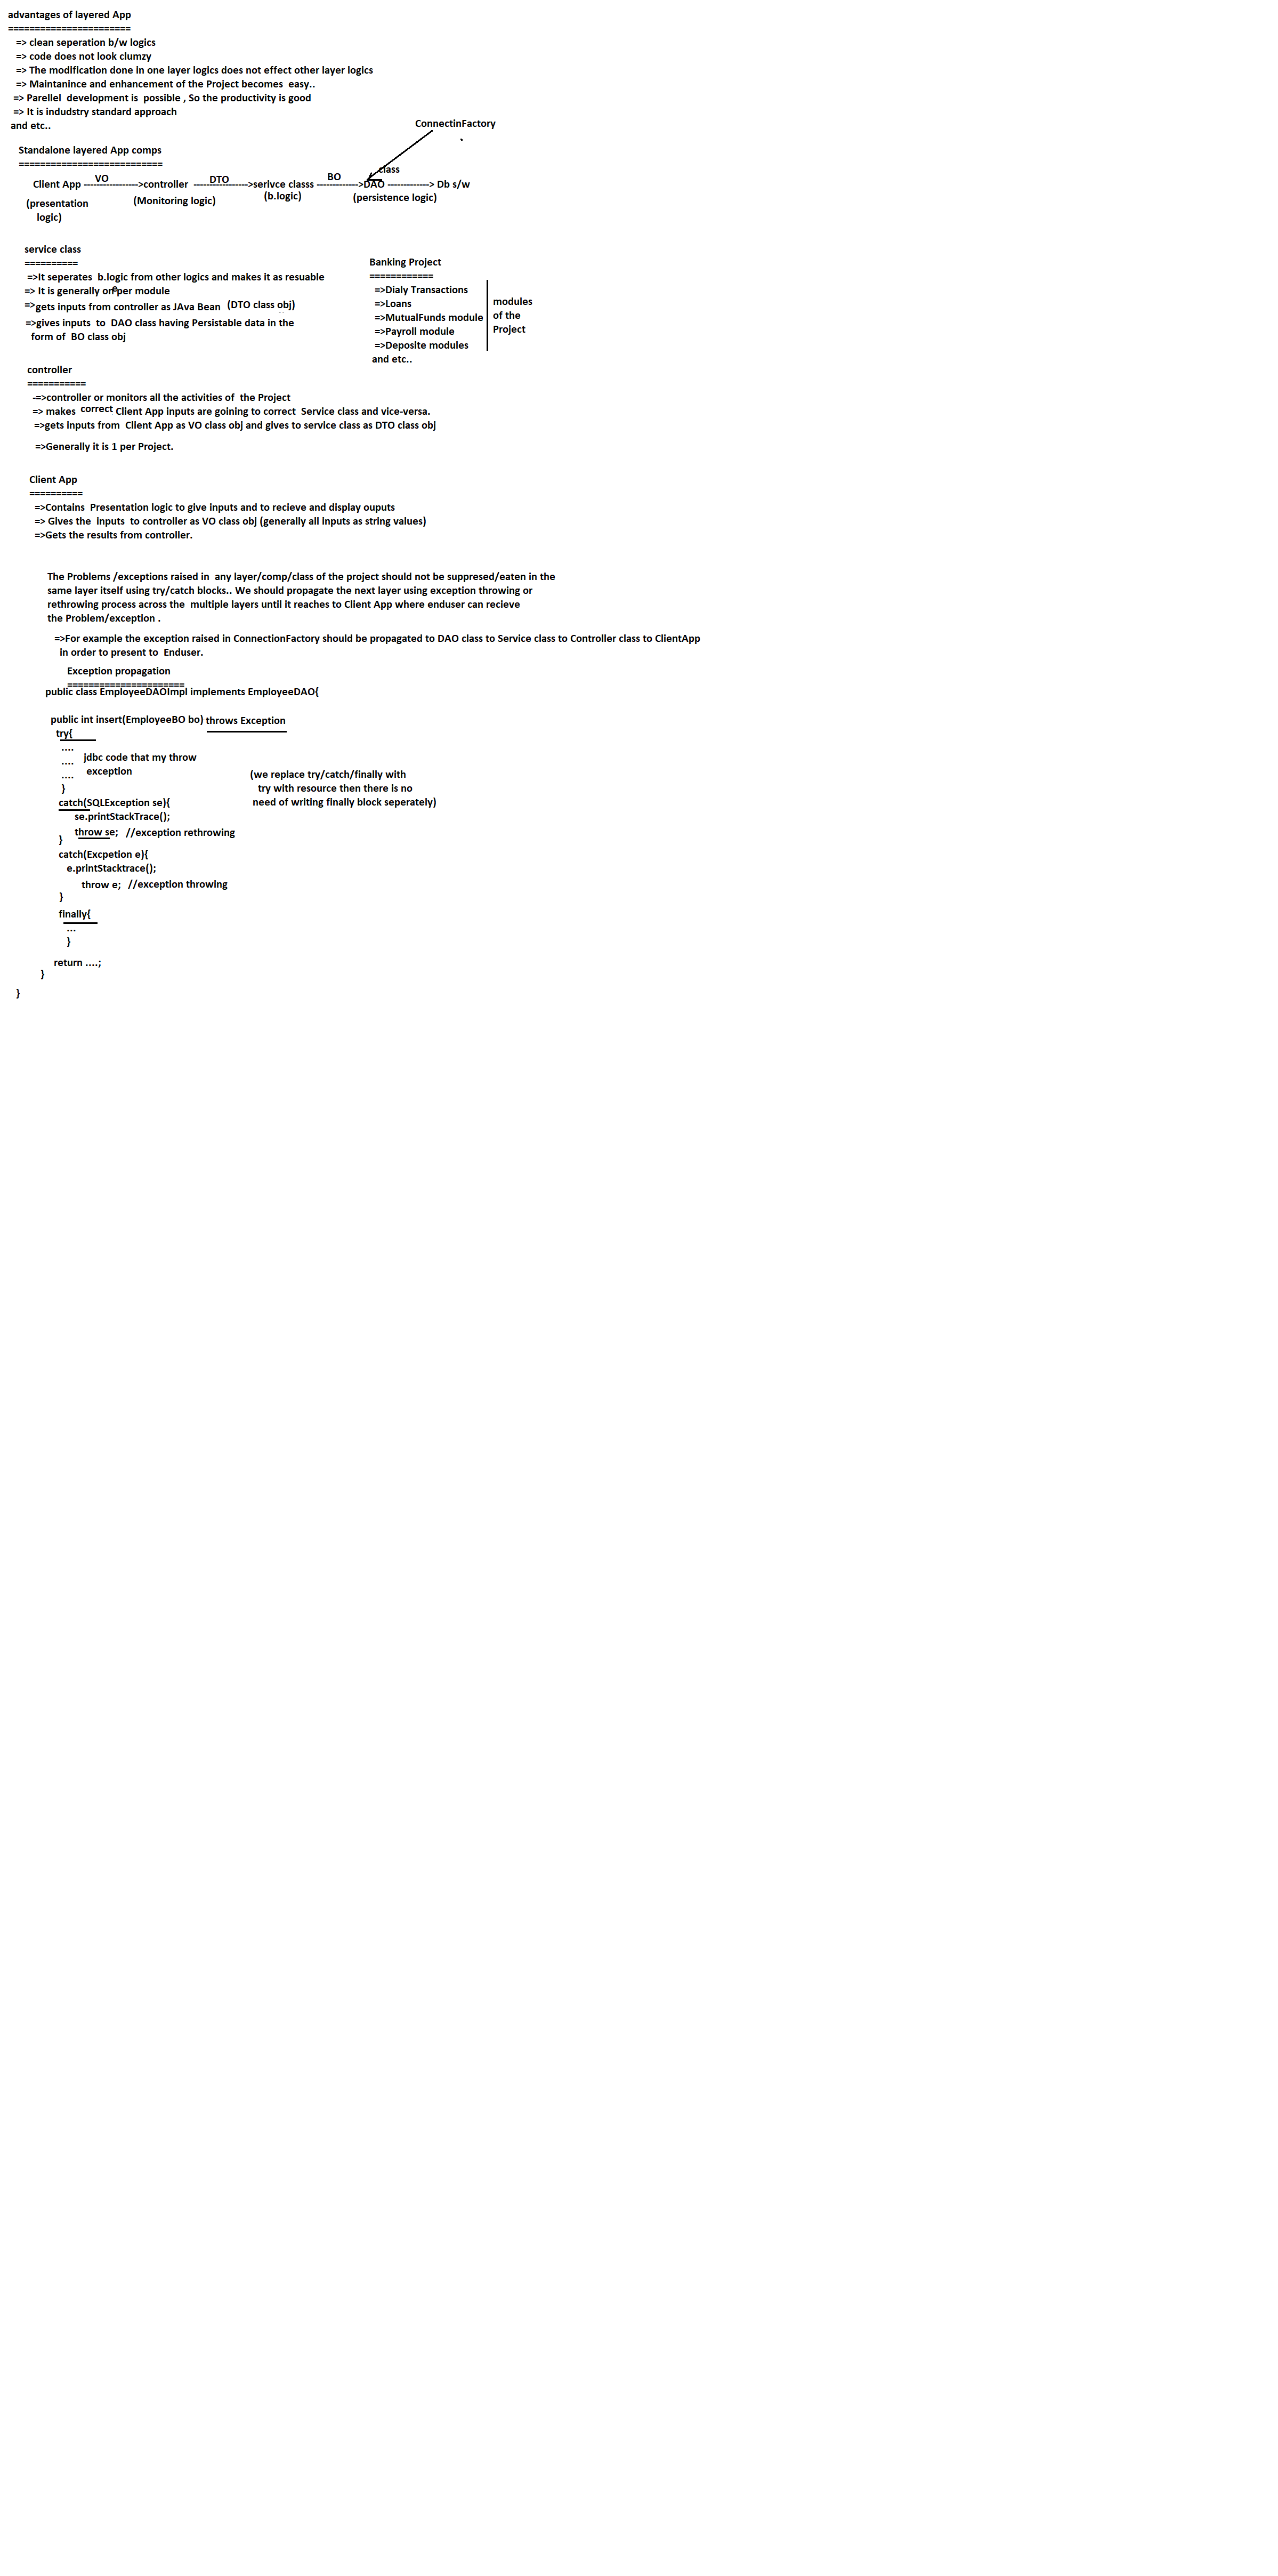 advantages of layered App
=======================
=> clean seperation b/w logics
=> code does not look clumzy
=> The modification done in one layer logics does not effect other layer logics
=> Maintanince and enhancement of the Project becomes easy..
=> Parellel development is possible , So the productivity is good
=> It is indudstry standard approach
and etc..
ConnectinFactory
Standalone layered App comps
===========================
class
VO DTO BO
Client App ----------------->controller ----------------->serivce classs ------------->DAO -------------> Db s/w
(presentation
logic)
(Monitoring logic)
(b.logic)
(persistence logic)
service class
==========
=>It seperates b.logic from other logics and makes it as resuable
=> It is generally one per module
=>gets inputs from controller as JAva Bean (DTO class obj)
=>gives inputs to DAO class having Persistable data in the
form of BO class obj
Banking Project
============
=>Dialy Transactions
=>Loans
=>MutualFunds module
=>Payroll module
=>Deposite modules
and etc..
modules
of the
Project
controller
===========
-=>controller or monitors all the activities of the Project
=> makes correct Client App inputs are goining to correct Service class and vice-versa.
=>gets inputs from Client App as VO class obj and gives to service class as DTO class obj
=>Generally it is 1 per Project.
Client App
==========
=>Contains Presentation logic to give inputs and to recieve and display ouputs
=> Gives the inputs to controller as VO class obj (generally all inputs as string values)
=>Gets the results from controller.
The Problems /exceptions raised in any layer/comp/class of the project should not be suppresed/eaten in the
same layer itself using try/catch blocks.. We should propagate the next layer using exception throwing or
rethrowing process across the multiple layers until it reaches to Client App where enduser can recieve
the Problem/exception .
=>For example the exception raised in ConnectionFactory should be propagated to DAO class to Service class to Controller class to ClientApp
in order to present to Enduser.
Exception propagation
======================
public class EmployeeDAOImpl implements EmployeeDAO{
public int insert(EmployeeBO bo) throws Exception
try{
....
.... jdbc code that my throw
.... exception
}
(we replace try/catch/finally with
try with resource then there is no
need of writing finally block seperately)
catch(SQLException se){
se.printStackTrace();
throw se; //exception rethrowing
}
catch(Excpetion e){
e.printStacktrace();
throw e; //exception throwing
}
finally{
...
}
return ....;
}
}